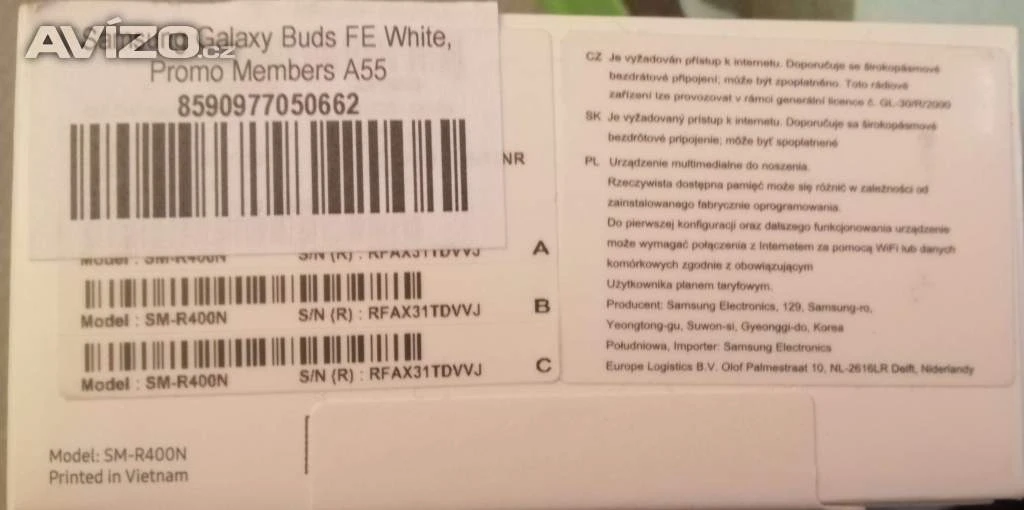 AVÍZO.cz
Samsung Galaxy Buds FE White,
Promo Members A55
8590977050662
NR
Model : SM-R400N S/N (R) : RFAX31TDVVJ A
Model : SM-R400N S/N (R) : RFAX31TDVVJ B
Model : SM-R400N S/N (R) : RFAX31TDVVJ C
Model: SM-R400N
Printed in Vietnam
CZ Je vyžadován přístup k internetu. Doporučuje se širokopásmové
bezdrátové připojení; může být zpoplatněno. Toto rádiové
zařízení lze provozovat v rámci generální licence č. GL-30/R/2000
SK Je vyžadovaný prístup k internetu. Doporučuje sa širokopásmové
bezdrôtové pripojenie; môže byť spoplatnené
PL Urządzenie multimedialne do noszenia.
Rzeczywista dostępna pamięć może się różnić w zależności od
zainstalowanego fabrycznie oprogramowania.
Do pierwszej konfiguracji oraz dalszego funkcjonowania urządzenie
może wymagać połączenia z Internetem za pomocą WiFi lub danych
komórkowych zgodnie z obowiązującym
Użytkownika planem taryfowym.
Producent: Samsung Electronics, 129, Samsung-ro,
Yeongtong-gu, Suwon-si, Gyeonggi-do, Korea
Południowa, Importer: Samsung Electronics
Europe Logistics B.V. Olof Palmestraat 10, NL-2616LR Delft, Niderlandy